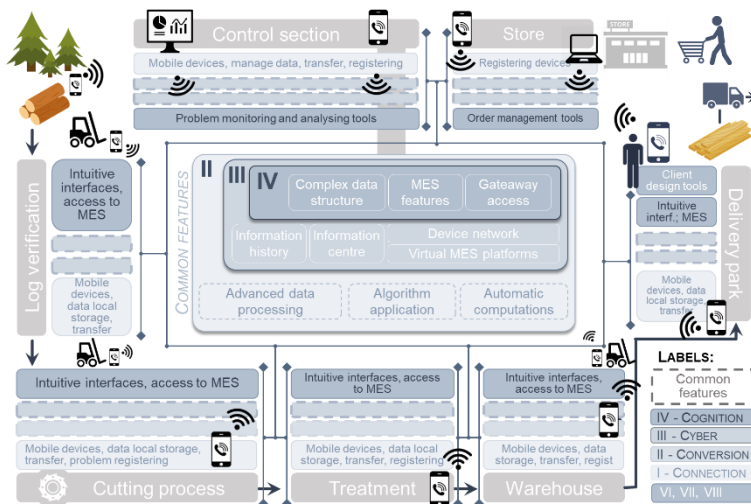 Control section
Mobile devices, manage data, transfer, registering
Problem monitoring and analysing tools
Store
Registering devices
Order management tools
STORE
Log verification
Intuitive
interfaces,
access to
MES
Mobile
devices,
data local
storage,
transfer
COMMON FEATURES
II
III
IV
Complex data
structure
MES
features
Gateaway
access
Information
history
Information
centre
Device network
Virtual MES platforms
Advanced data
processing
Algorithm
application
Automatic
computations
Client
design tools
Intuitive
interf.; MES
Mobile
devices, data
local storage,
transfer
Delivery park
Intuitive interfaces, access to MES
Mobile devices, data local storage,
transfer, problem registering
Cutting process
Intuitive interfaces, access
to MES
Mobile devices, data local
storage, transfer, registering
Treatment
Intuitive interfaces,
access to MES
Mobile devices, data
storage, transfer, regist
Warehouse
LABELS:
Common
features
IV - COGNITION
III - CYBER
II - CONVERSION
I - CONNECTION
VI, VII, VIII